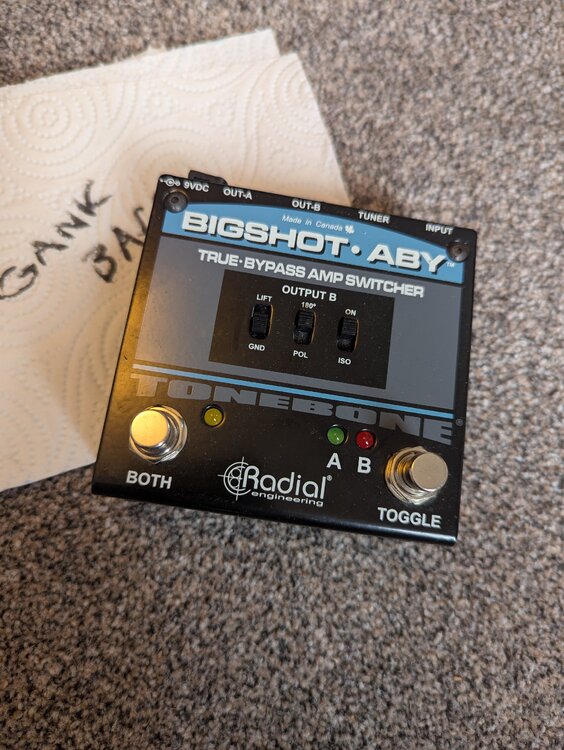 GANK
BA
9VDC OUT-A OUT-B TUNER INPUT
Made in Canada
BIGSHOT • ABY™
TRUE•BYPASS AMP SWITCHER
OUTPUT B
LIFT 180° ON
GND POL ISO
TONEBONE®
A B
BOTH
Radial®
engineering
TOGGLE